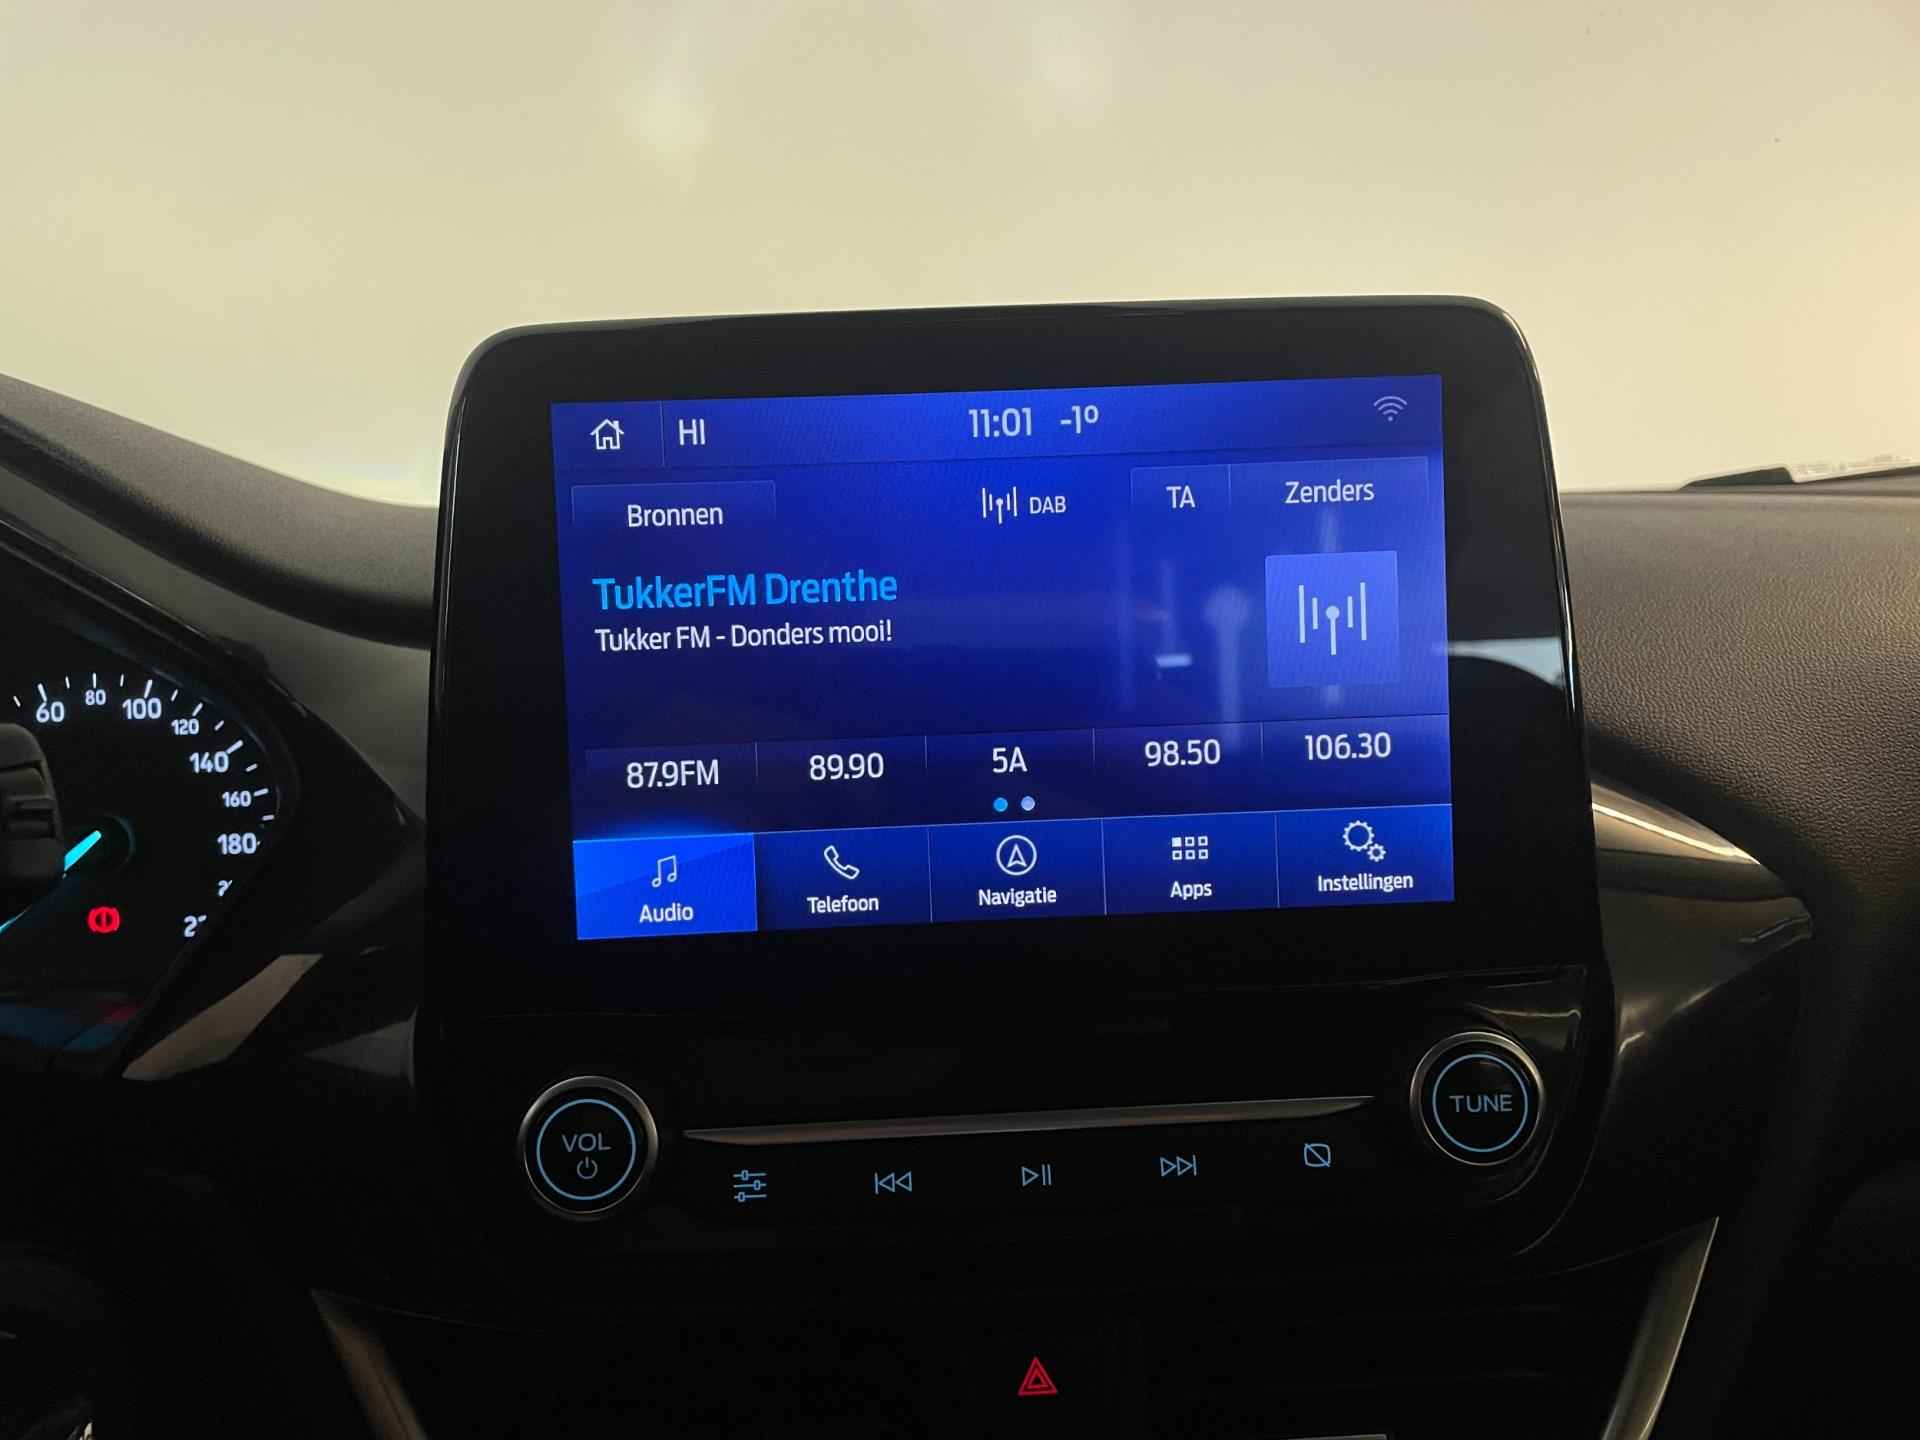 HI 11:01 -1º
Bronnen DAB TA Zenders
TukkerFM Drenthe
Tukker FM - Donders mooi!
87.9FM 89.90 5A 98.50 106.30
Audio Telefoon Navigatie Apps Instellingen
60 80 100 120 140 160 180
VOL
TUNE